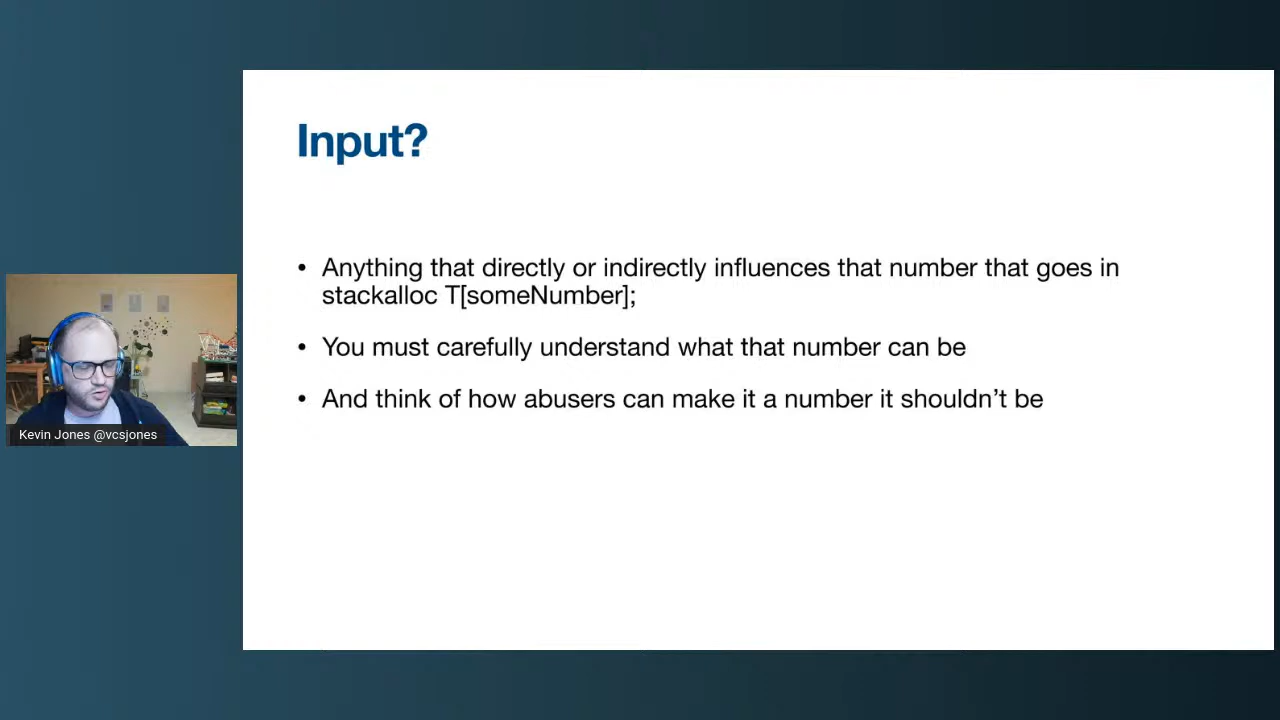 Input?
• Anything that directly or indirectly influences that number that goes in
stackalloc T[someNumber];
• You must carefully understand what that number can be
• And think of how abusers can make it a number it shouldn’t be
Kevin Jones @vcsjones